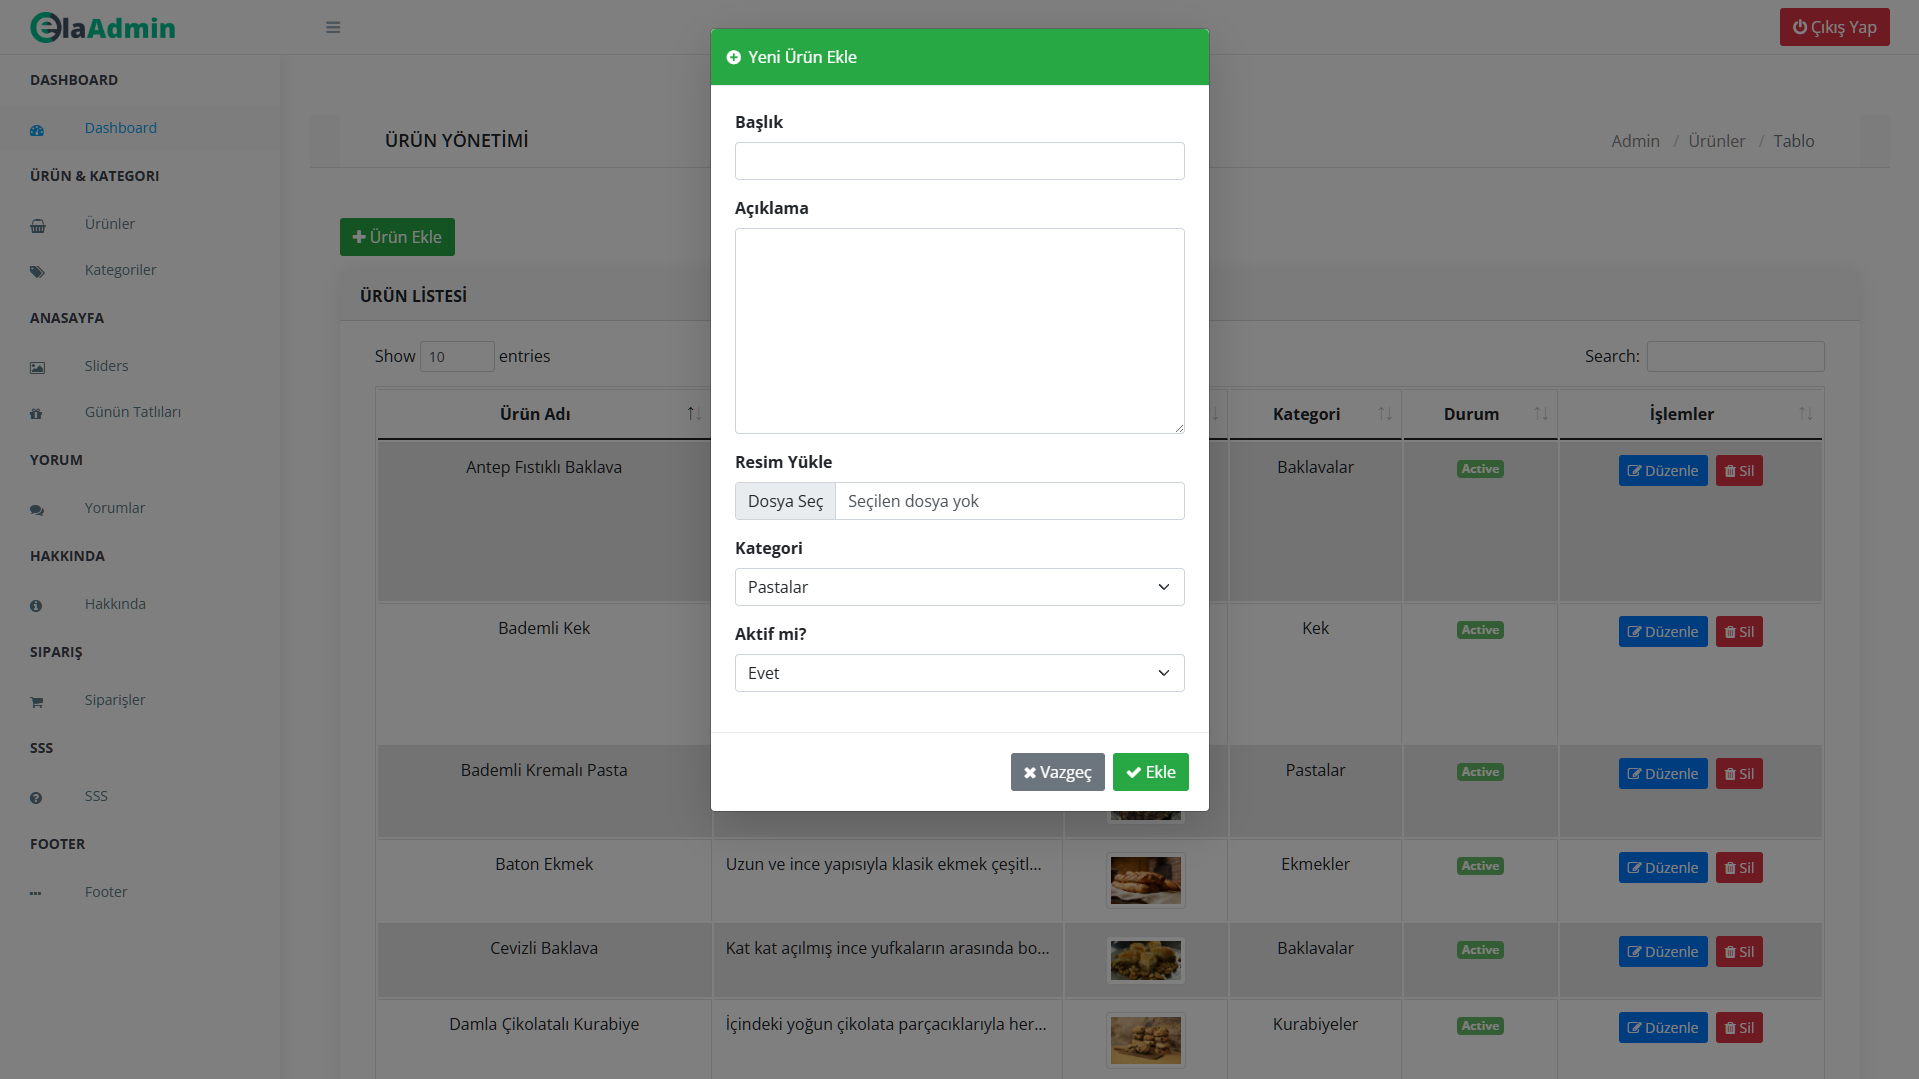 elaAdmin
Çıkış Yap
DASHBOARD
Dashboard
ÜRÜN & KATEGORI
Ürünler
Kategoriler
ANASAYFA
Sliders
Günün Tatlıları
YORUM
Yorumlar
HAKKINDA
Hakkında
SIPARIŞ
Siparişler
SSS
SSS
FOOTER
Footer
ÜRÜN YÖNETİMİ
Admin / Ürünler / Tablo
Ürün Ekle
ÜRÜN LİSTESİ
Show 10 entries
Search:
Ürün Adı Kategori Durum İşlemler
Antep Fıstıklı Baklava Baklavalar Active Düzenle Sil
Bademli Kek Kek Active Düzenle Sil
Bademli Kremalı Pasta Pastalar Active Düzenle Sil
Baton Ekmek Uzun ve ince yapısıyla klasik ekmek çeşitl... Ekmekler Active Düzenle Sil
Cevizli Baklava Kat kat açılmış ince yufkaların arasında bo... Baklavalar Active Düzenle Sil
Damla Çikolatalı Kurabiye İçindeki yoğun çikolata parçacıklarıyla her... Kurabiyeler Active Düzenle Sil
Yeni Ürün Ekle
Başlık
Açıklama
Resim Yükle
Dosya Seç Seçilen dosya yok
Kategori
Pastalar
Aktif mi?
Evet
Vazgeç Ekle